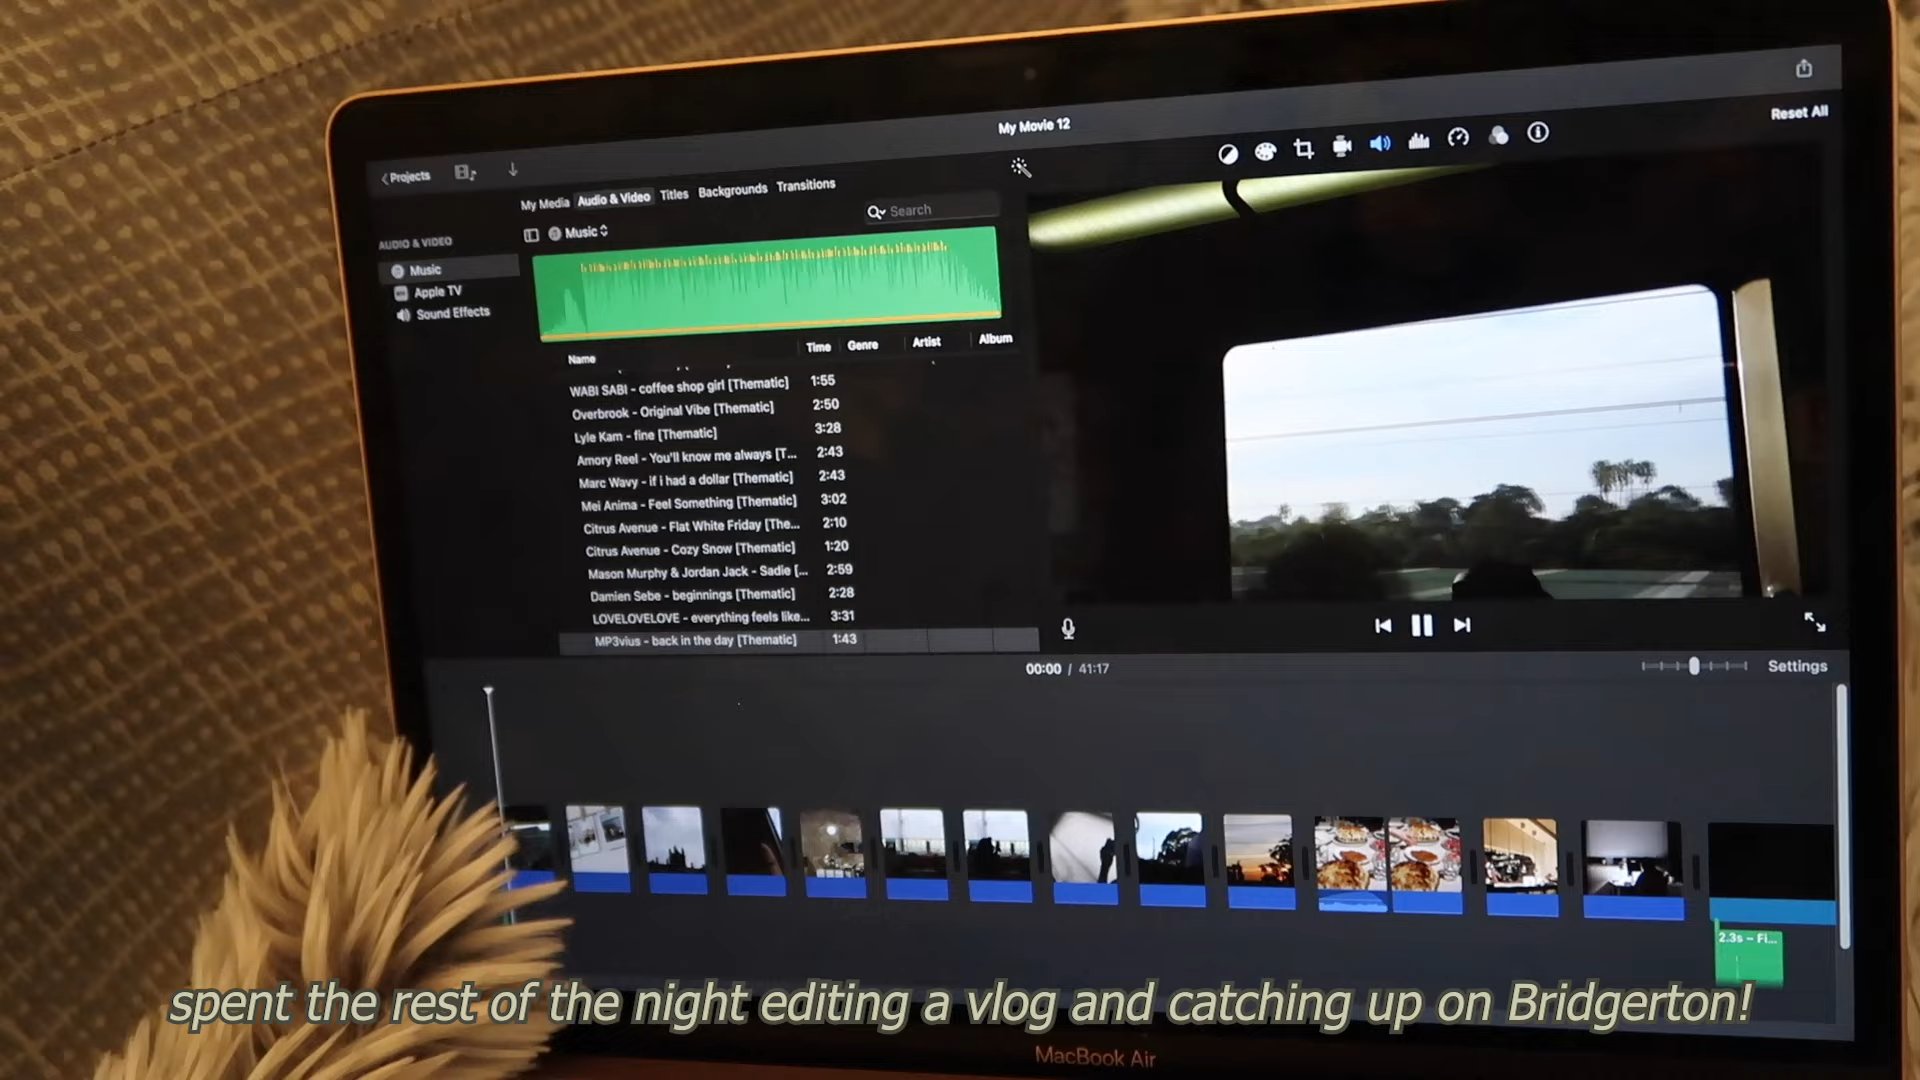 My Movie 12
Reset All
Projects
My Media Audio & Video Titles Backgrounds Transitions
Search
AUDIO & VIDEO
Music
Music
Apple TV
Sound Effects
Name Time Genre Artist Album
WABI SABI - coffee shop girl [Thematic] 1:55
Overbrook - Original Vibe [Thematic] 2:50
Lyle Kam - fine [Thematic] 3:28
Amory Reel - You'll know me always [T... 2:43
Marc Wavy - if i had a dollar [Thematic] 2:43
Mei Anima - Feel Something [Thematic] 3:02
Citrus Avenue - Flat White Friday [The... 2:10
Citrus Avenue - Cozy Snow [Thematic] 1:20
Mason Murphy & Jordan Jack - Sadie [... 2:59
Damien Sebe - beginnings [Thematic] 2:28
LOVELOVELOVE - everything feels like... 3:31
MP3vius - back in the day [Thematic] 1:43
00:00 / 41:17
Settings
2.3s – Fi...
spent the rest of the night editing a vlog and catching up on Bridgerton!
MacBook Air